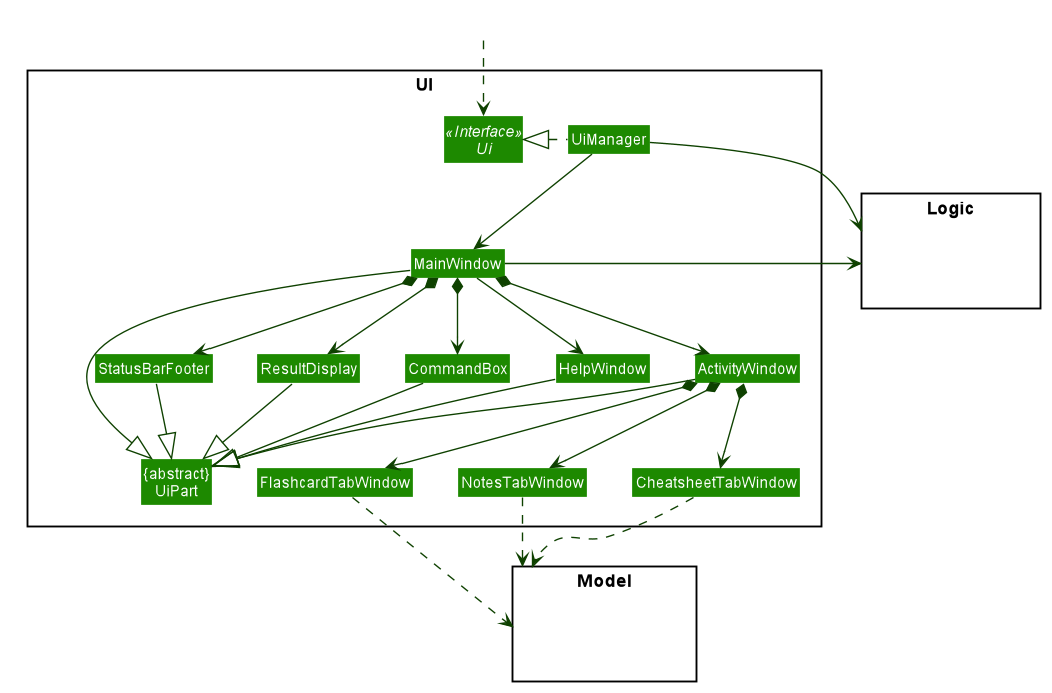 UI
«Interface»
Ui
UiManager
Logic
MainWindow
StatusBarFooter
ResultDisplay
CommandBox
HelpWindow
ActivityWindow
{abstract}
UiPart
FlashcardTabWindow
NotesTabWindow
CheatsheetTabWindow
Model